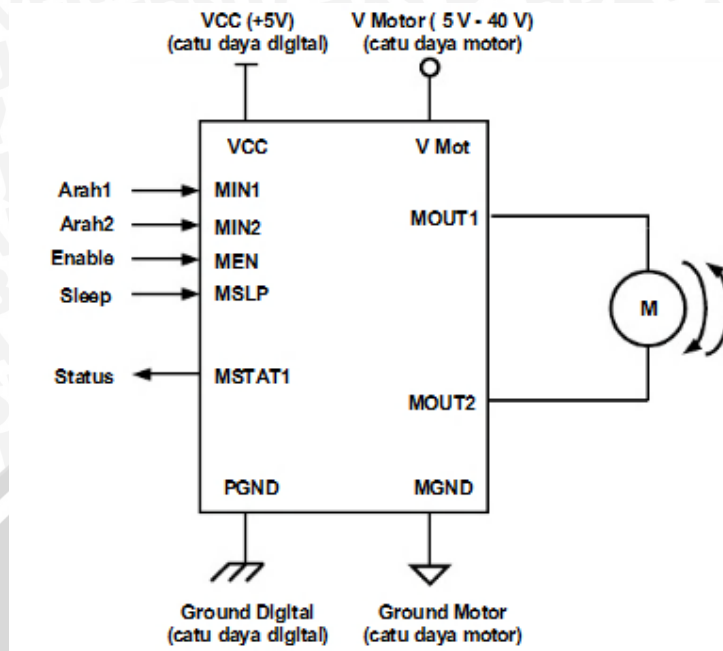 VCC (+5V)
(catu daya digital)
V Motor ( 5 V - 40 V)
(catu daya motor)
VCC
V Mot
Arah1
MIN1
Arah2
MIN2
MOUT1
Enable
MEN
Sleep
MSLP
M
Status
MSTAT1
MOUT2
PGND
MGND
Ground Digital
(catu daya digital)
Ground Motor
(catu daya motor)